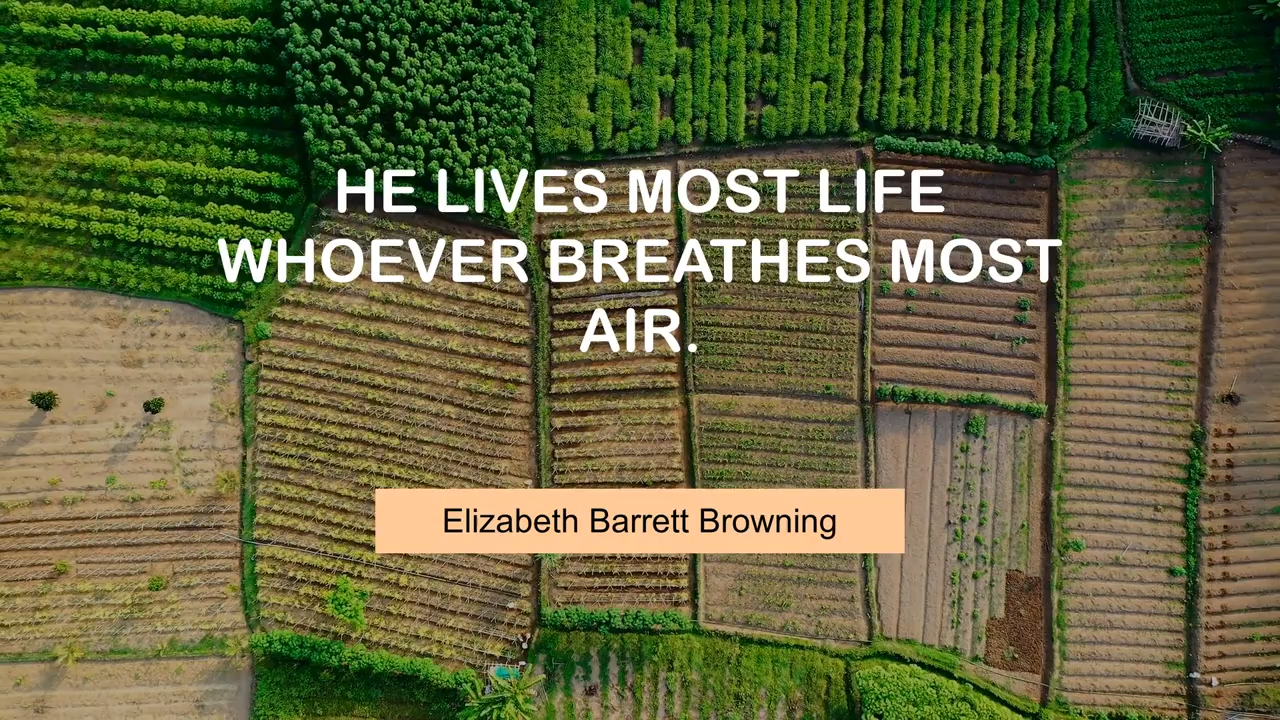 HE LIVES MOST LIFE
WHOEVER BREATHES MOST
AIR.
Elizabeth Barrett Browning